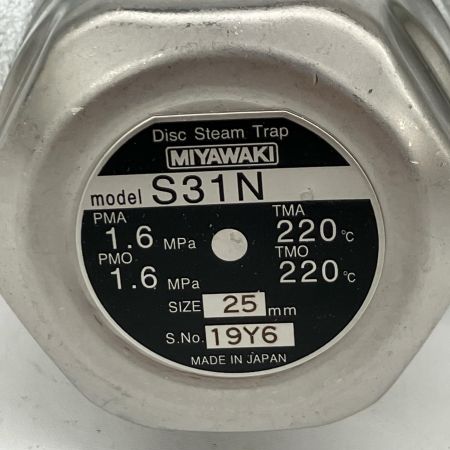 Disc Steam Trap
MIYAWAKI
model S31N
PMA TMA
1.6 MPa 220 °C
PMO TMO
1.6 MPa 220 °C
SIZE 25 mm
S.No. 19Y6
MADE IN JAPAN